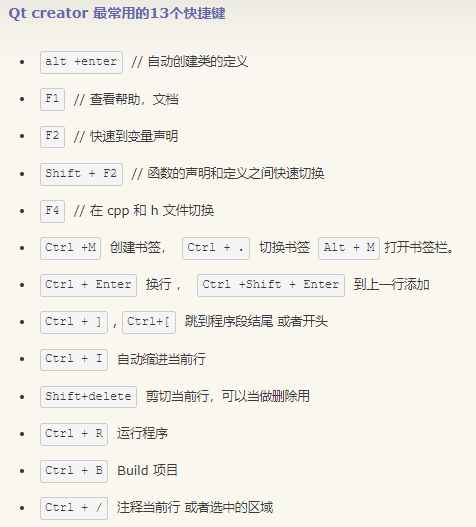 Qt creator 最常用的13个快捷键
alt +enter // 自动创建类的定义
F1 // 查看帮助，文档
F2 // 快速到变量声明
Shift + F2 // 函数的声明和定义之间快速切换
F4 // 在 cpp 和 h 文件切换
Ctrl +M 创建书签， Ctrl + . 切换书签 Alt + M 打开书签栏。
Ctrl + Enter 换行 ， Ctrl +Shift + Enter 到上一行添加
Ctrl + ] , Ctrl+[ 跳到程序段结尾 或者开头
Ctrl + I 自动缩进当前行
Shift+delete 剪切当前行，可以当做删除用
Ctrl + R 运行程序
Ctrl + B Build 项目
Ctrl + / 注释当前行 或者选中的区域